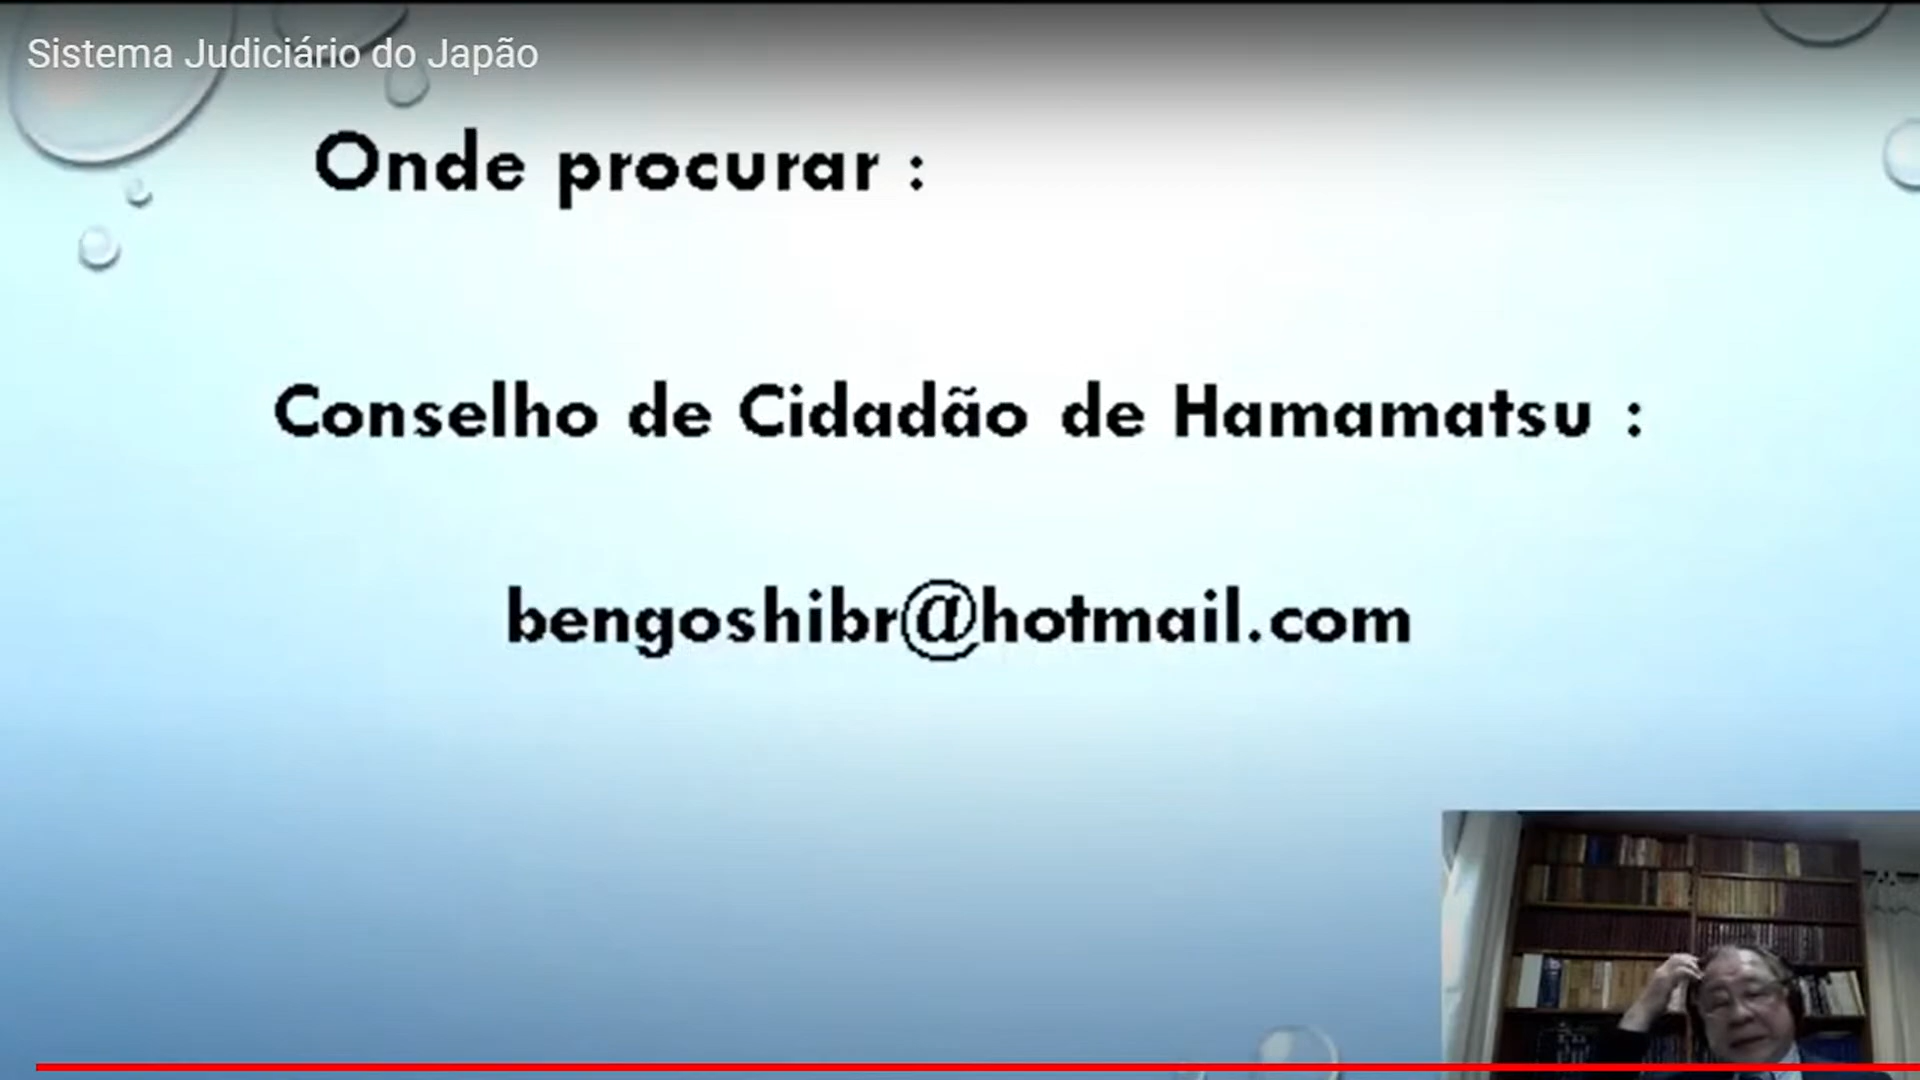 Sistema Judiciário do Japão
Onde procurar :
Conselho de Cidadão de Hamamatsu :
bengoshibr@hotmail.com